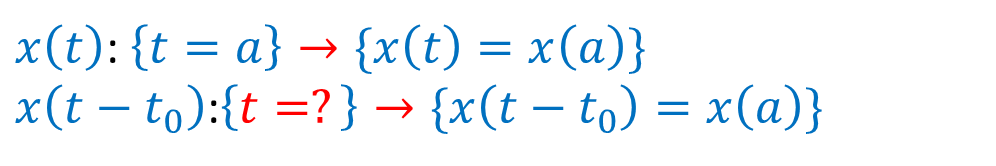 x(t): {t = a} → {x(t) = x(a)}
x(t − t₀):{t =? } → {x(t − t₀) = x(a)}